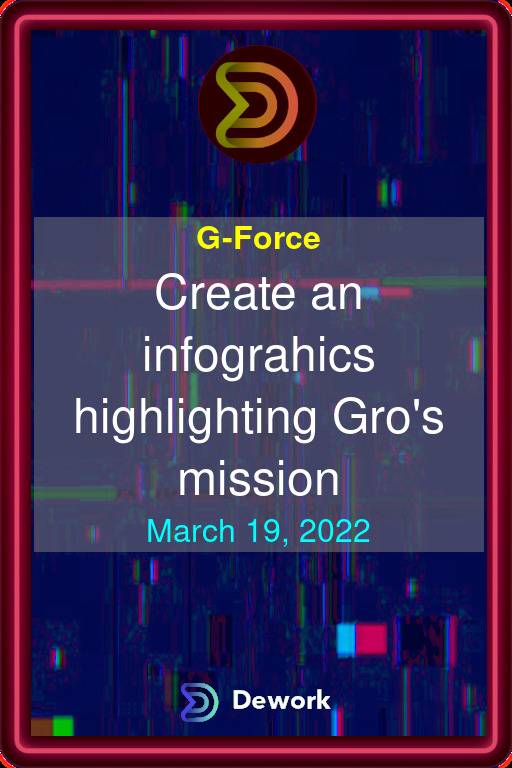 G-Force
Create an
infograhics
highlighting Gro's
mission
March 19, 2022
Dework